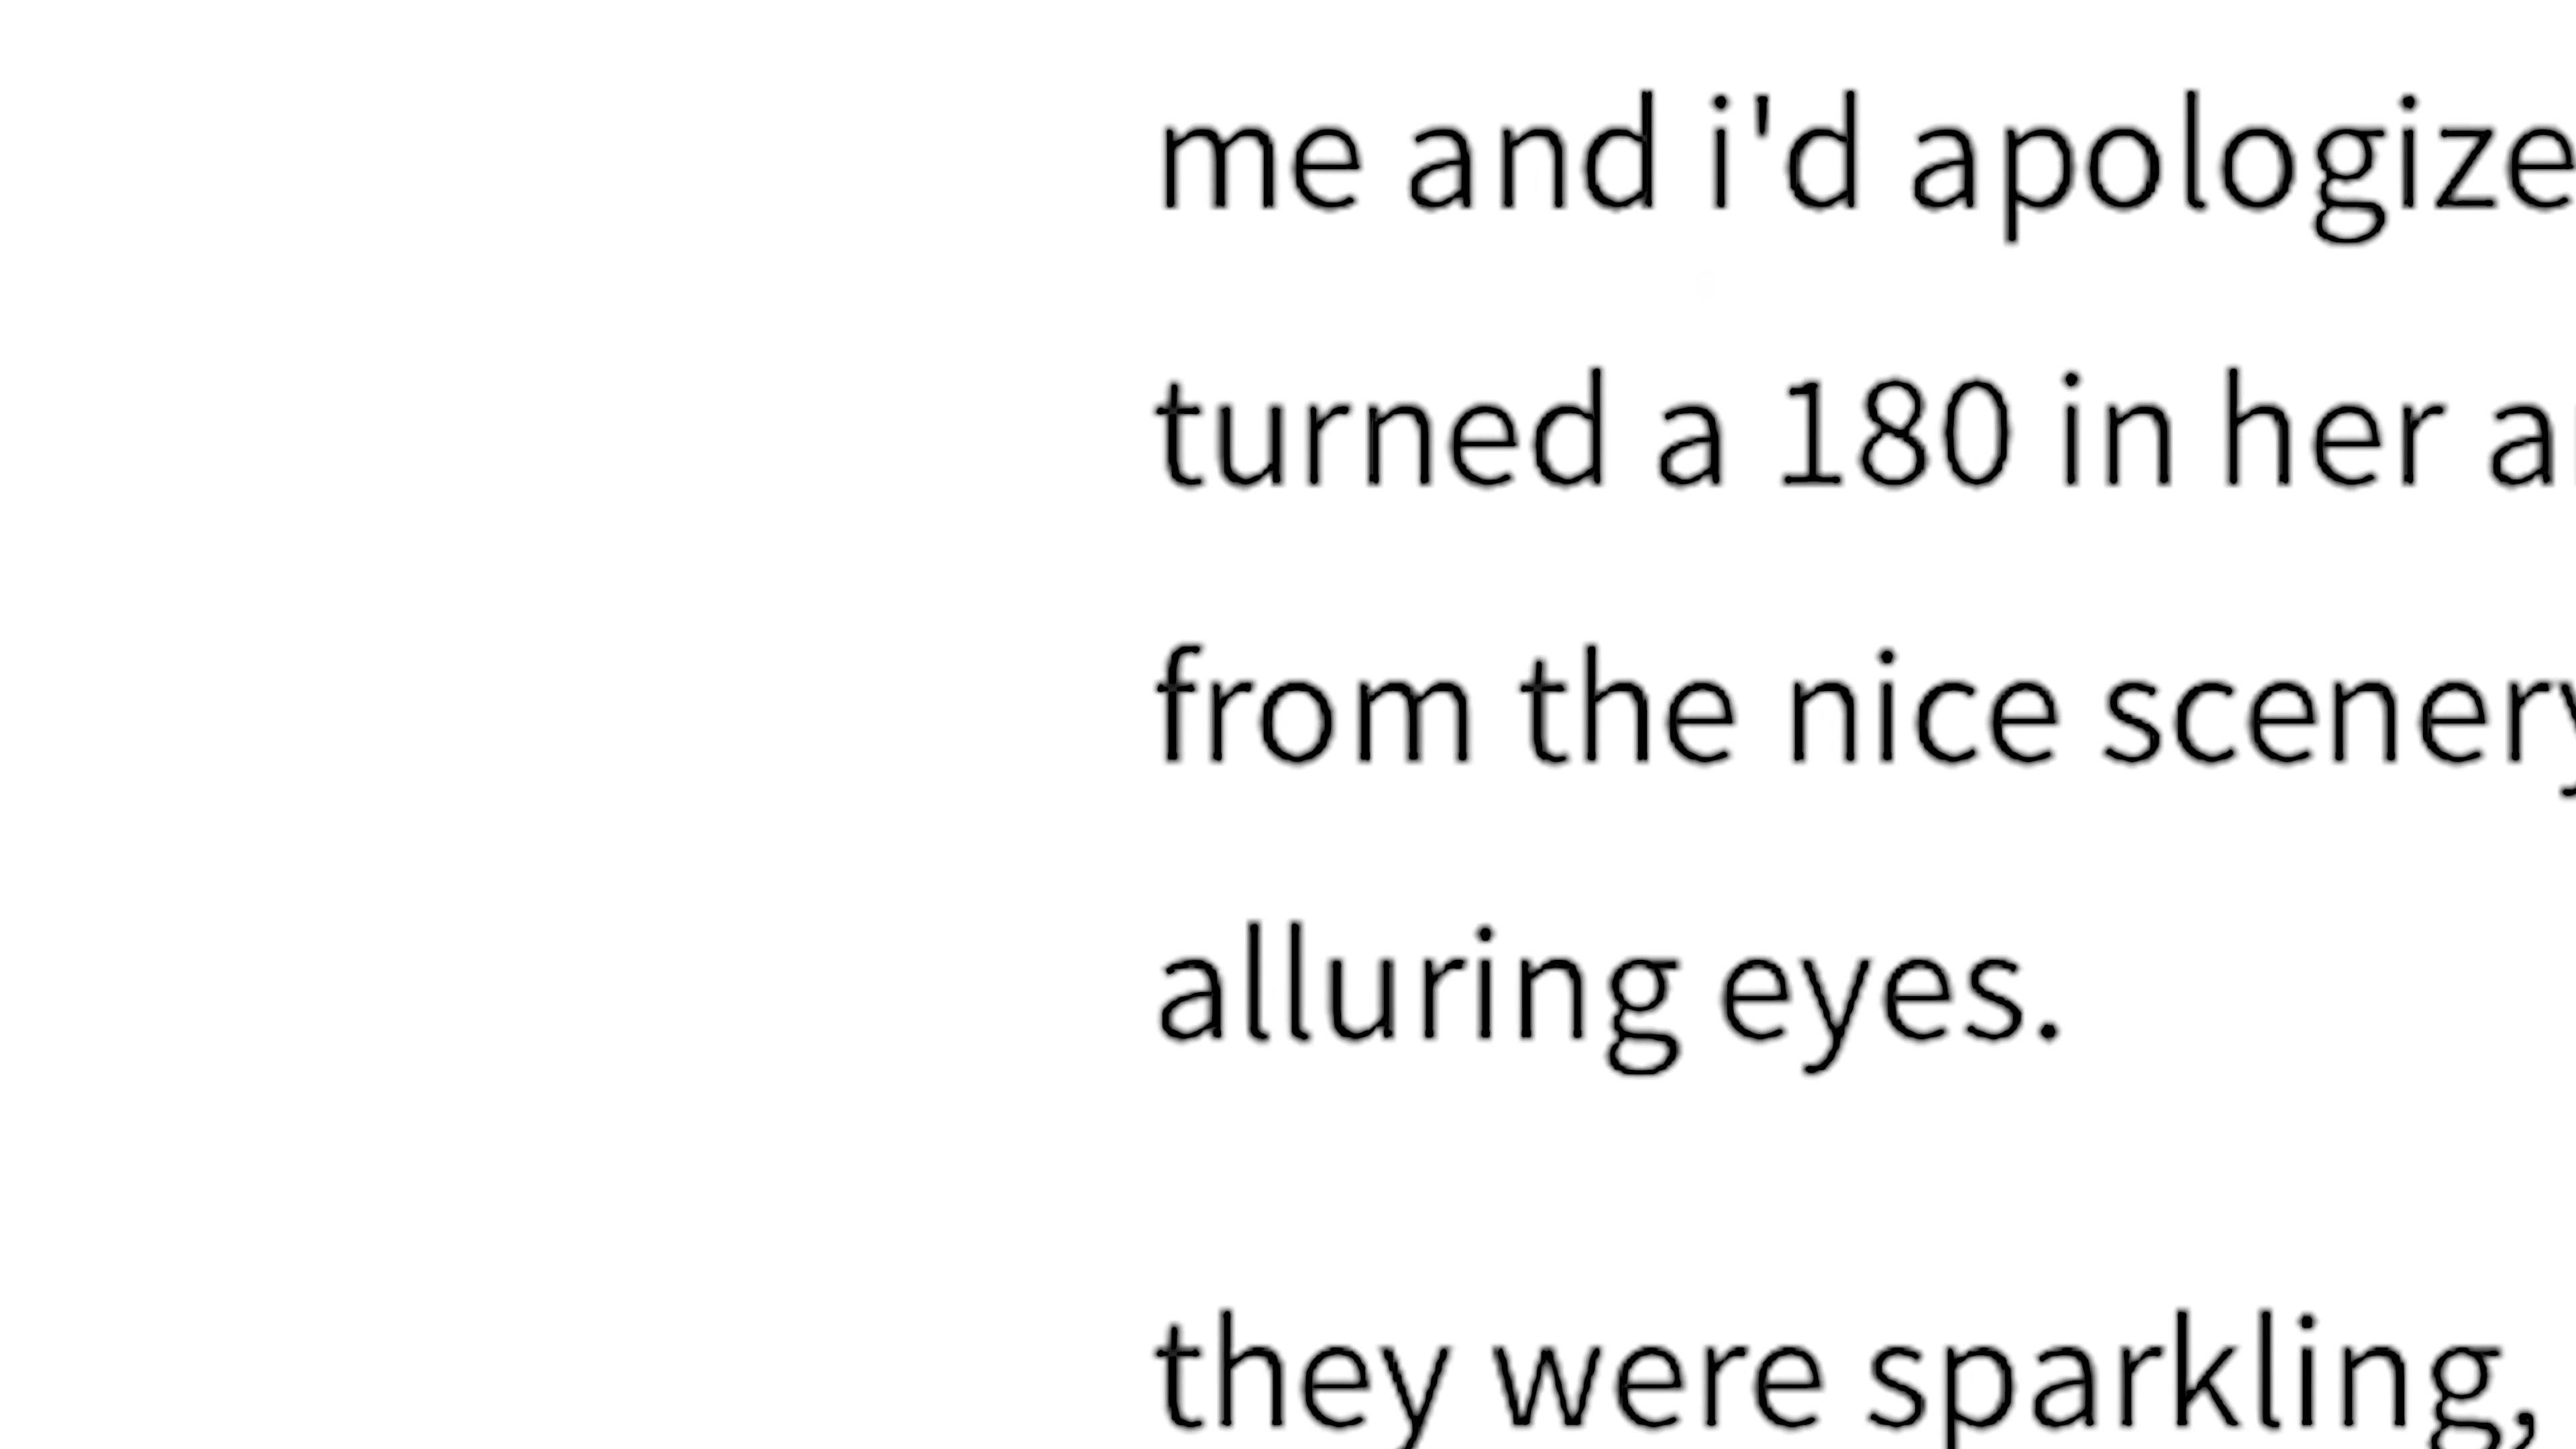 me and i'd apologize
turned a 180 in her
from the nice scenery
alluring eyes.
they were sparkling,